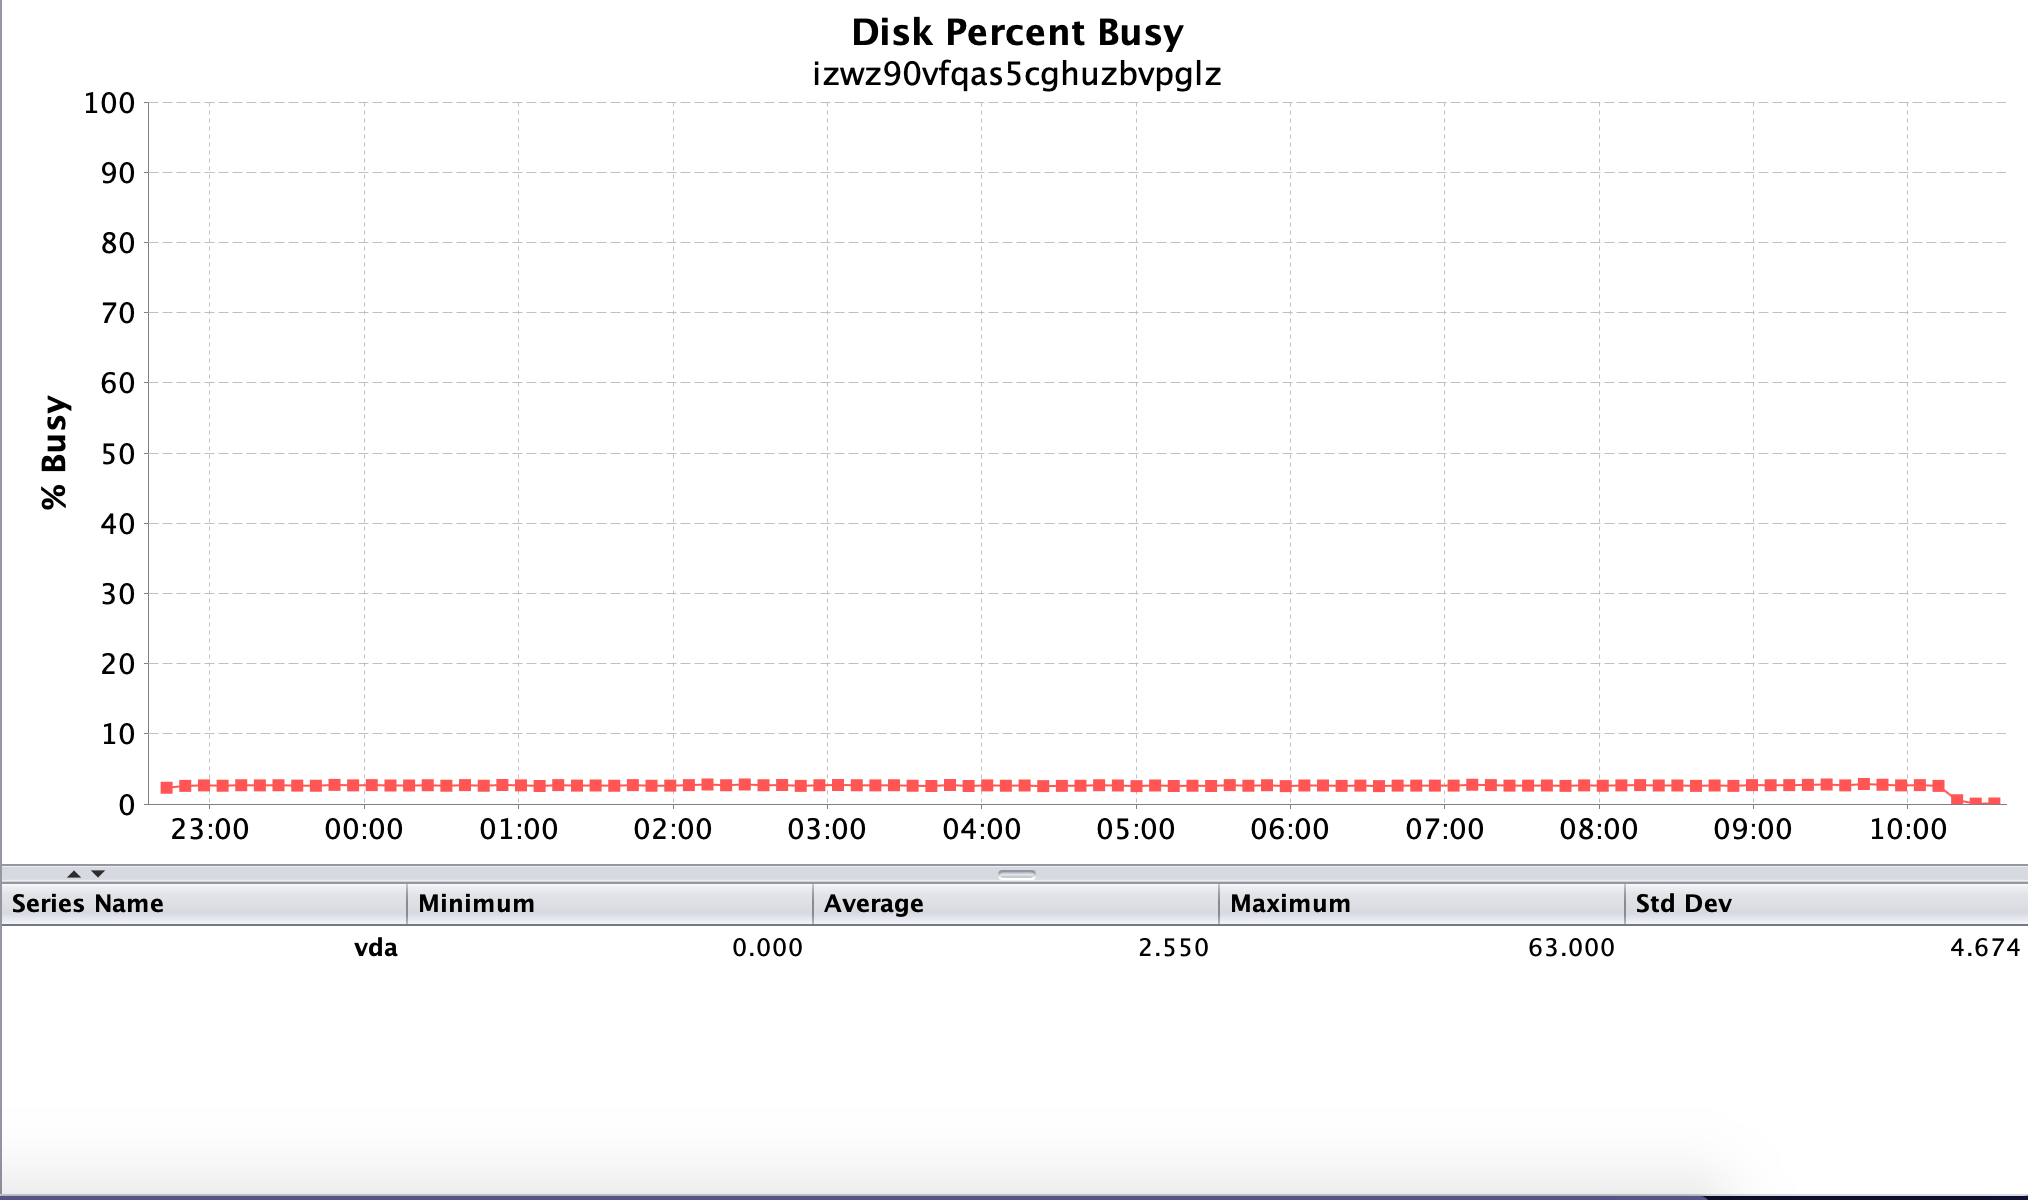 Disk Percent Busy
izwz90vfqas5cghuzbvpglz
% Busy
100
90
80
70
60
50
40
30
20
10
0
23:00 00:00 01:00 02:00 03:00 04:00 05:00 06:00 07:00 08:00 09:00 10:00
Series Name Minimum Average Maximum Std Dev
vda 0.000 2.550 63.000 4.674